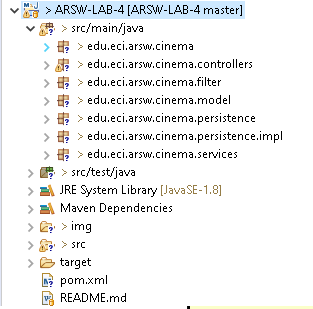 > ARSW-LAB-4 [ARSW-LAB-4 master]
> src/main/java
> edu.eci.arsw.cinema
> edu.eci.arsw.cinema.controllers
> edu.eci.arsw.cinema.filter
> edu.eci.arsw.cinema.model
> edu.eci.arsw.cinema.persistence
> edu.eci.arsw.cinema.persistence.impl
> edu.eci.arsw.cinema.services
> src/test/java
JRE System Library [JavaSE-1.8]
Maven Dependencies
> img
> src
target
pom.xml
README.md